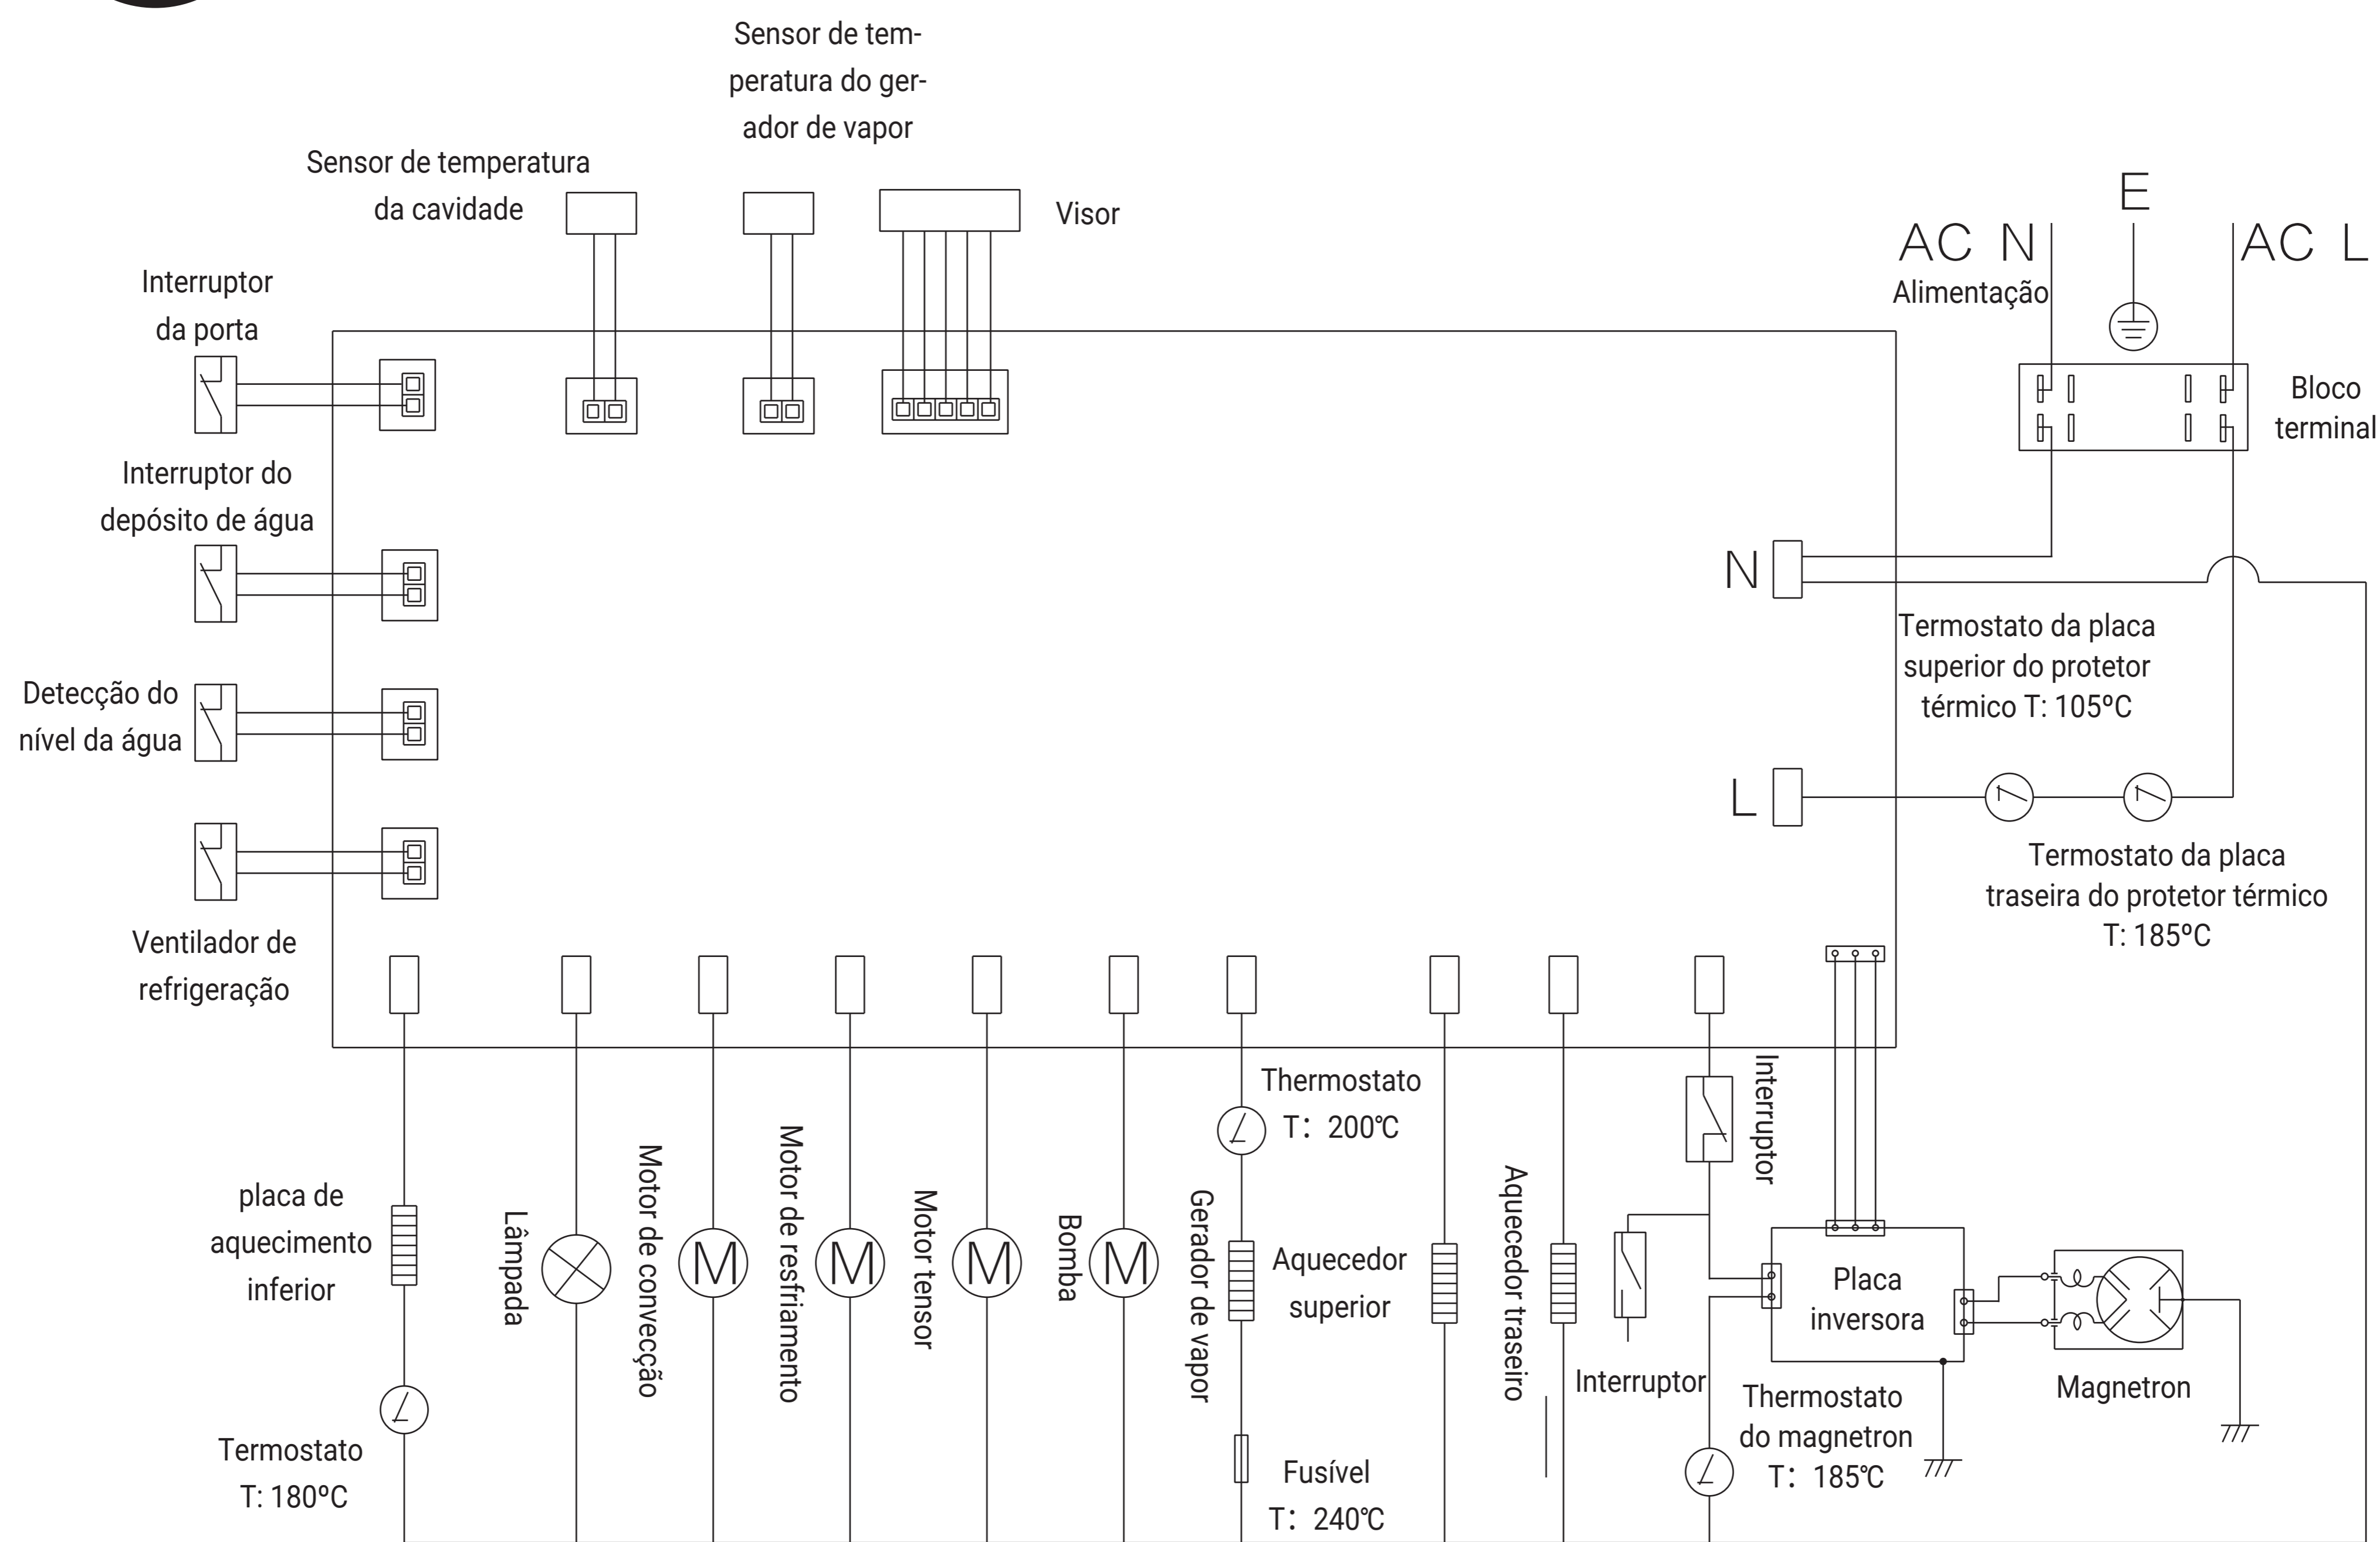 Sensor de tem-
peratura do ger-
ador de vapor
Sensor de temperatura
da cavidade
Visor
E
AC N
AC L
Alimentação
Interruptor
da porta
Bloco
terminal
Interruptor do
depósito de água
N
Termostato da placa
superior do protetor
térmico T: 105ºC
Detecção do
nível da água
L
Termostato da placa
traseira do protetor térmico
T: 185ºC
Ventilador de
refrigeração
Thermostato
T: 200℃
Interruptor
placa de
aquecimento
inferior
Lâmpada
Motor de convecção
M
Motor de resfriamento
M
Motor tensor
M
Bomba
M
Gerador de vapor
Aquecedor
superior
Aquecedor traseiro
Placa
inversora
Interruptor
Thermostato
do magnetron
T: 185℃
Magnetron
Termostato
T: 180ºC
Fusível
T: 240℃